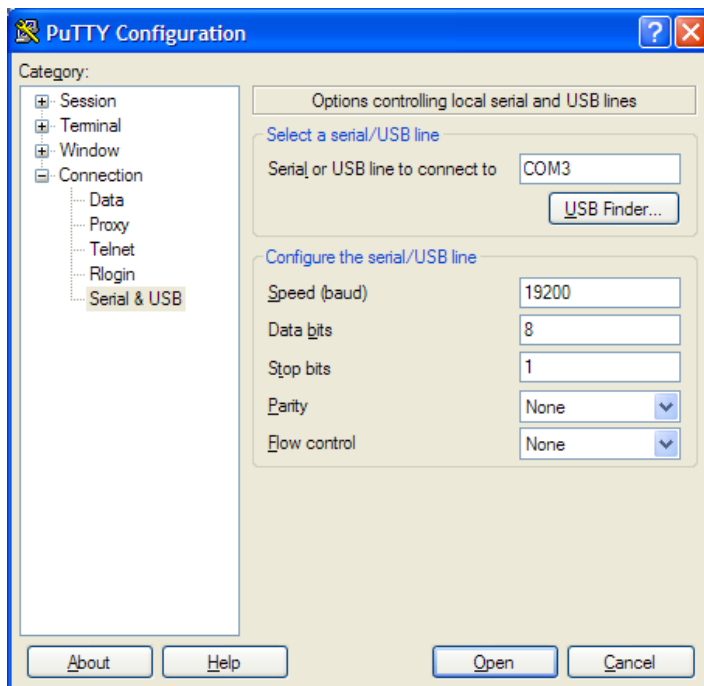 PuTTY Configuration
Category:
Session
Terminal
Window
Connection
Data
Proxy
Telnet
Rlogin
Serial & USB
Options controlling local serial and USB lines
Select a serial/USB line
Serial or USB line to connect to COM3
USB Finder...
Configure the serial/USB line
Speed (baud) 19200
Data bits 8
Stop bits 1
Parity None
Flow control None
About Help Open Cancel